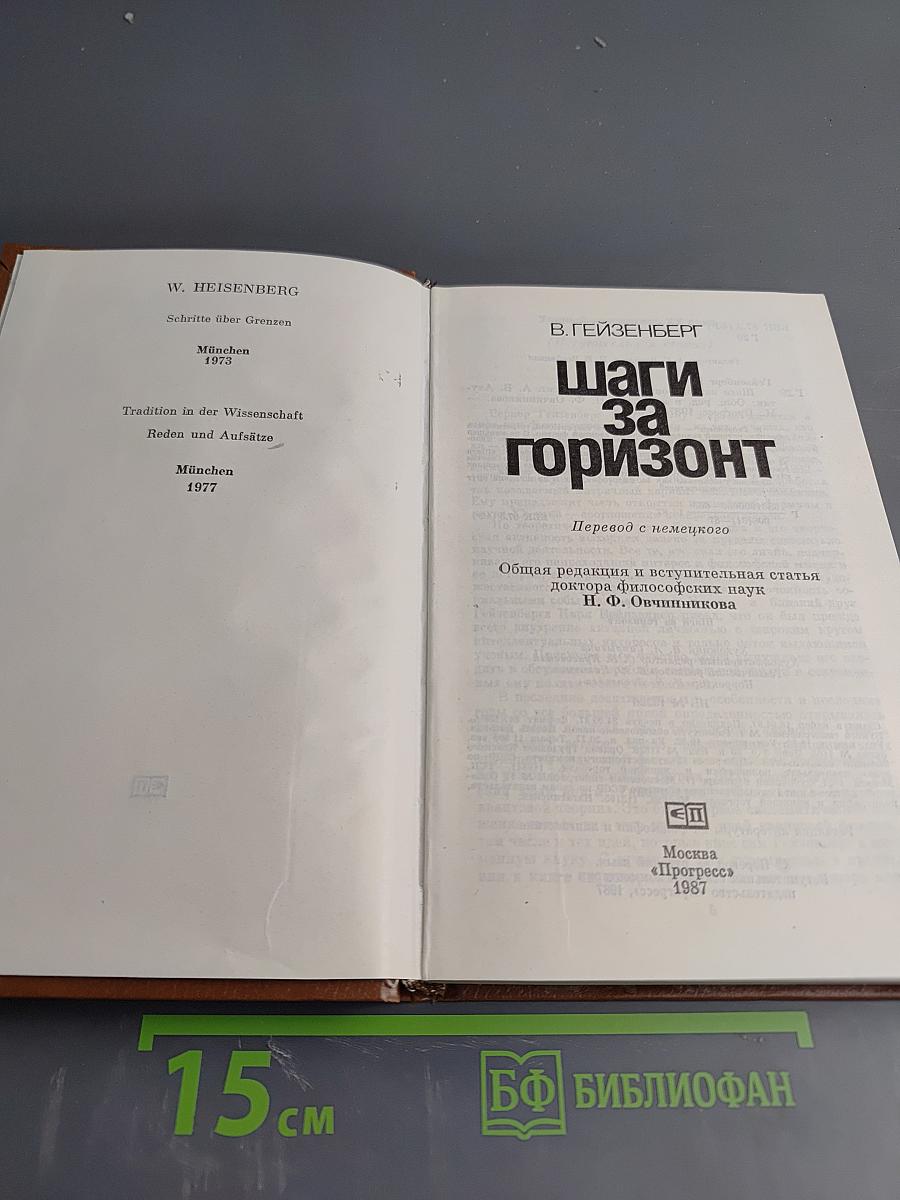 W. HEISENBERG
Schritte über Grenzen
München
1973
Tradition in der Wissenschaft
Reden und Aufsätze
München
1977
В. ГЕЙЗЕНБЕРГ
ШАГИ
ЗА
ГОРИЗОНТ
Перевод с немецкого
Общая редакция и вступительная статья
доктора философских наук
Н. Ф. Овчинникова
Москва
«Прогресс»
1987
15 см
БФ БИБЛИОФАН